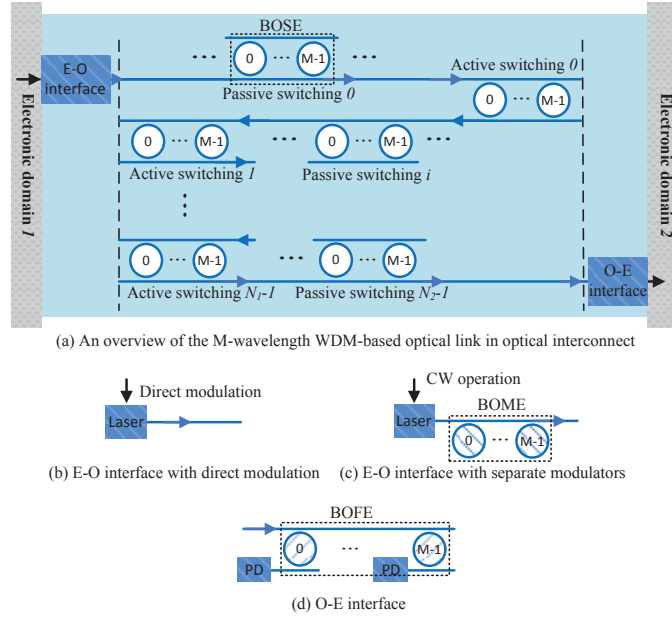 BOSE
Active switching 0
E-O interface
0 ··· M-1
Passive switching 0
0 ··· M-1
0 ··· M-1
0 ··· M-1
Active switching 1
Passive switching i
Electronic domain 1
Electronic domain 2
0 ··· M-1
0 ··· M-1
O-E interface
Active switching N1-1
Passive switching N2-1
(a) An overview of the M-wavelength WDM-based optical link in optical interconnect
Direct modulation
Laser
(b) E-O interface with direct modulation
CW operation
Laser
BOME
0 ··· M-1
(c) E-O interface with separate modulators
BOFE
0 ··· M-1
PD
PD
(d) O-E interface